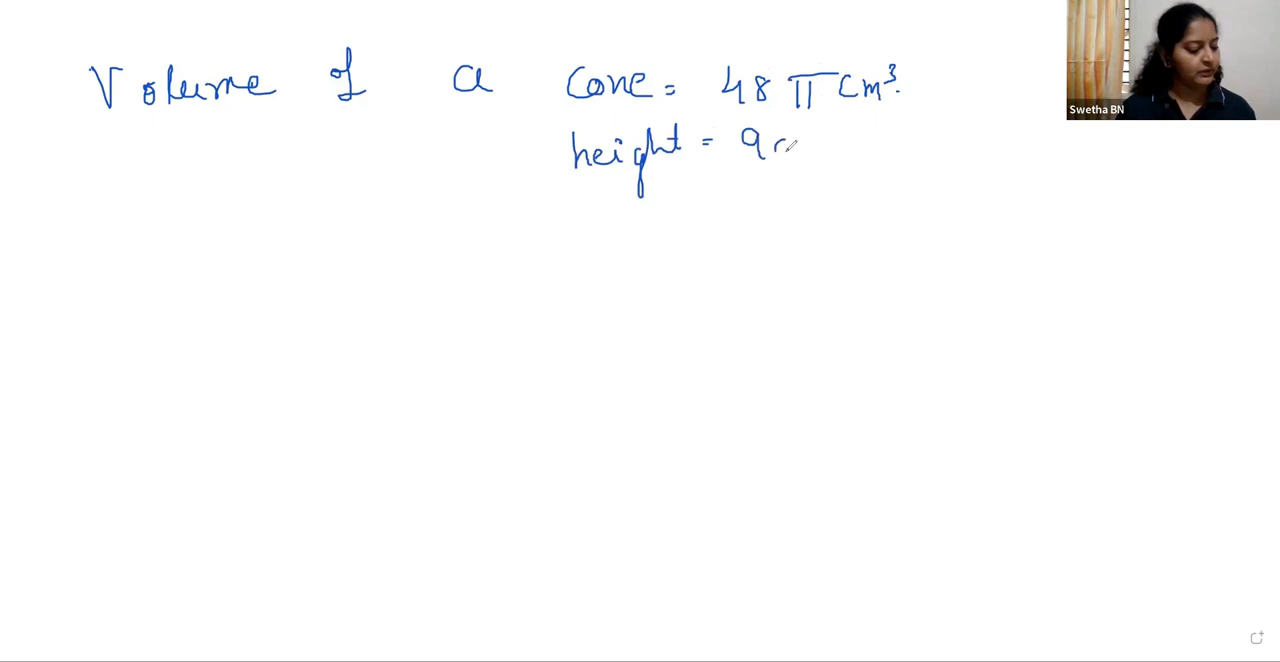 Volume of a cone = 48 π cm³.
height = 9 c
Swetha BN